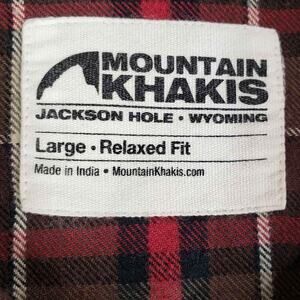 MOUNTAIN
KHAKIS
JACKSON HOLE • WYOMING
Large • Relaxed Fit
Made in India • MountainKhakis.com